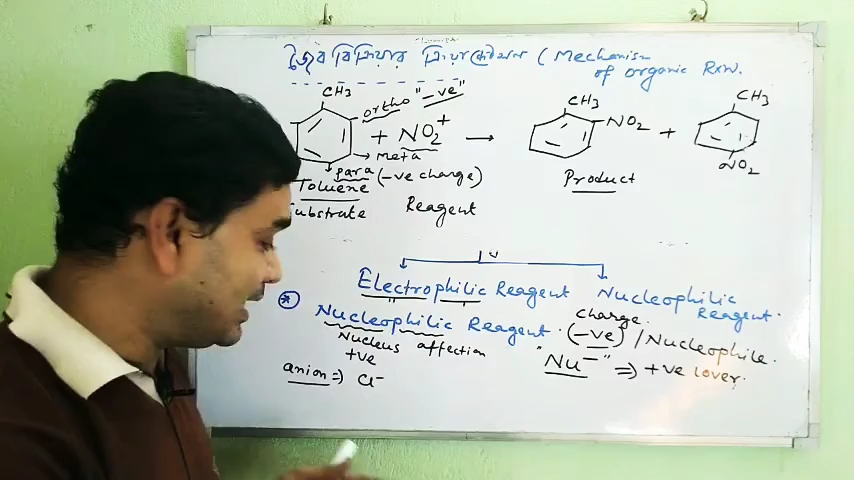 জৈব বিক্রিয়ার ক্রিয়াকৌশল ( Mechanism
of organic Rxn.
CH3 ortho "-ve"
+ NO2+ →
→ meta
para (-ve charge)
Toluene
Substrate Reagent
CH3
NO2 +
CH3
NO2
Product
Electrophilic Reagent Nucleophilic
Reagent.
* Nucleophilic Reagent. charge (-ve) / Nucleophile.
Nucleus affection
+ve
"Nu-" ⇒ +ve lover.
anion ⇒ Cl-